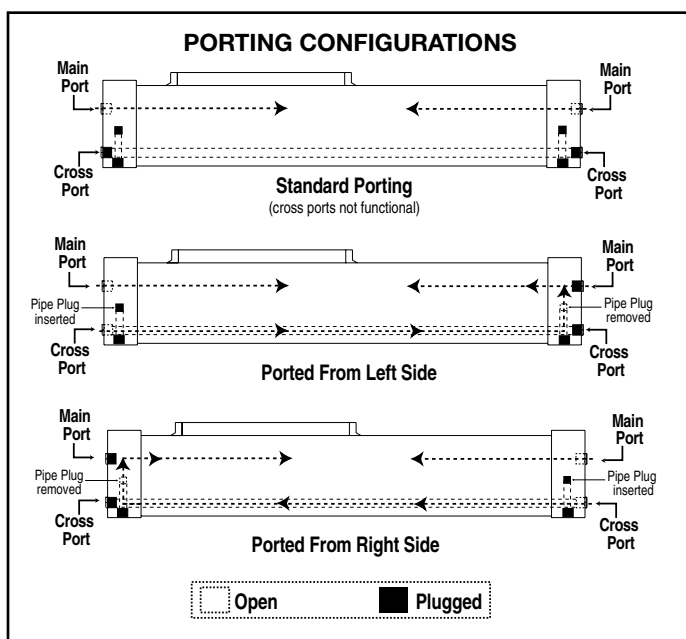 PORTING CONFIGURATIONS
Main
Port
Main
Port
Cross
Port
Cross
Port
Standard Porting
(cross ports not functional)
Main
Port
Main
Port
Pipe Plug
inserted
Pipe Plug
removed
Cross
Port
Cross
Port
Ported From Left Side
Main
Port
Main
Port
Pipe Plug
removed
Pipe Plug
inserted
Cross
Port
Cross
Port
Ported From Right Side
Open
Plugged